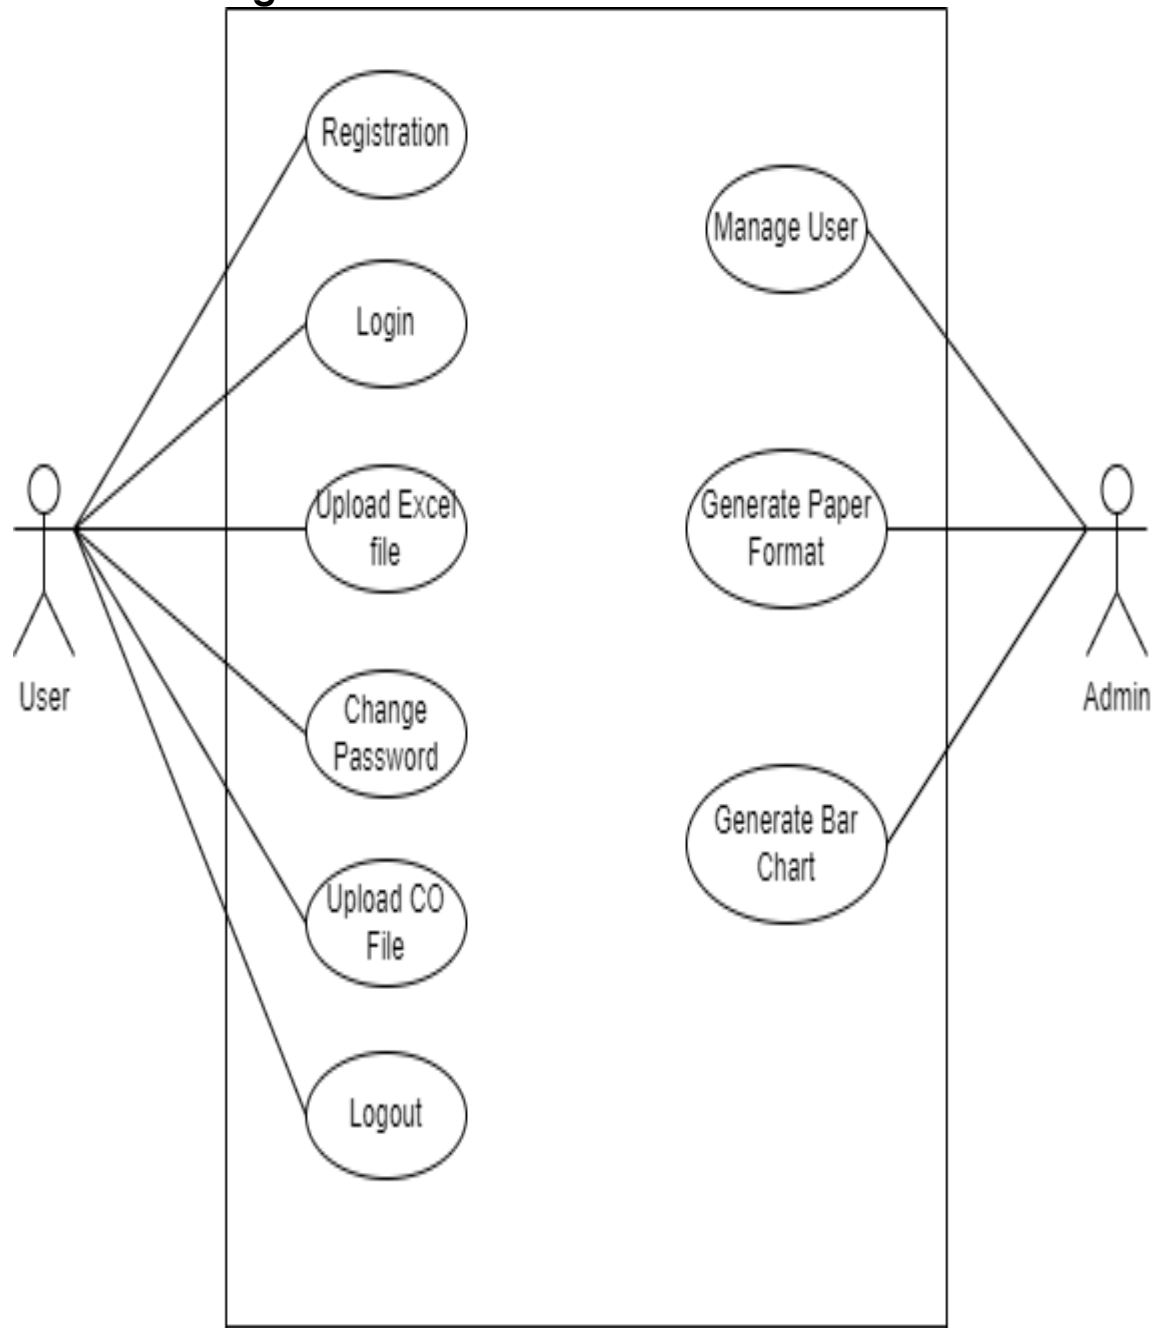 Registration
Manage User
Login
Upload Excel
file
Generate Paper
Format
User
Admin
Change
Password
Generate Bar
Chart
Upload CO
File
Logout